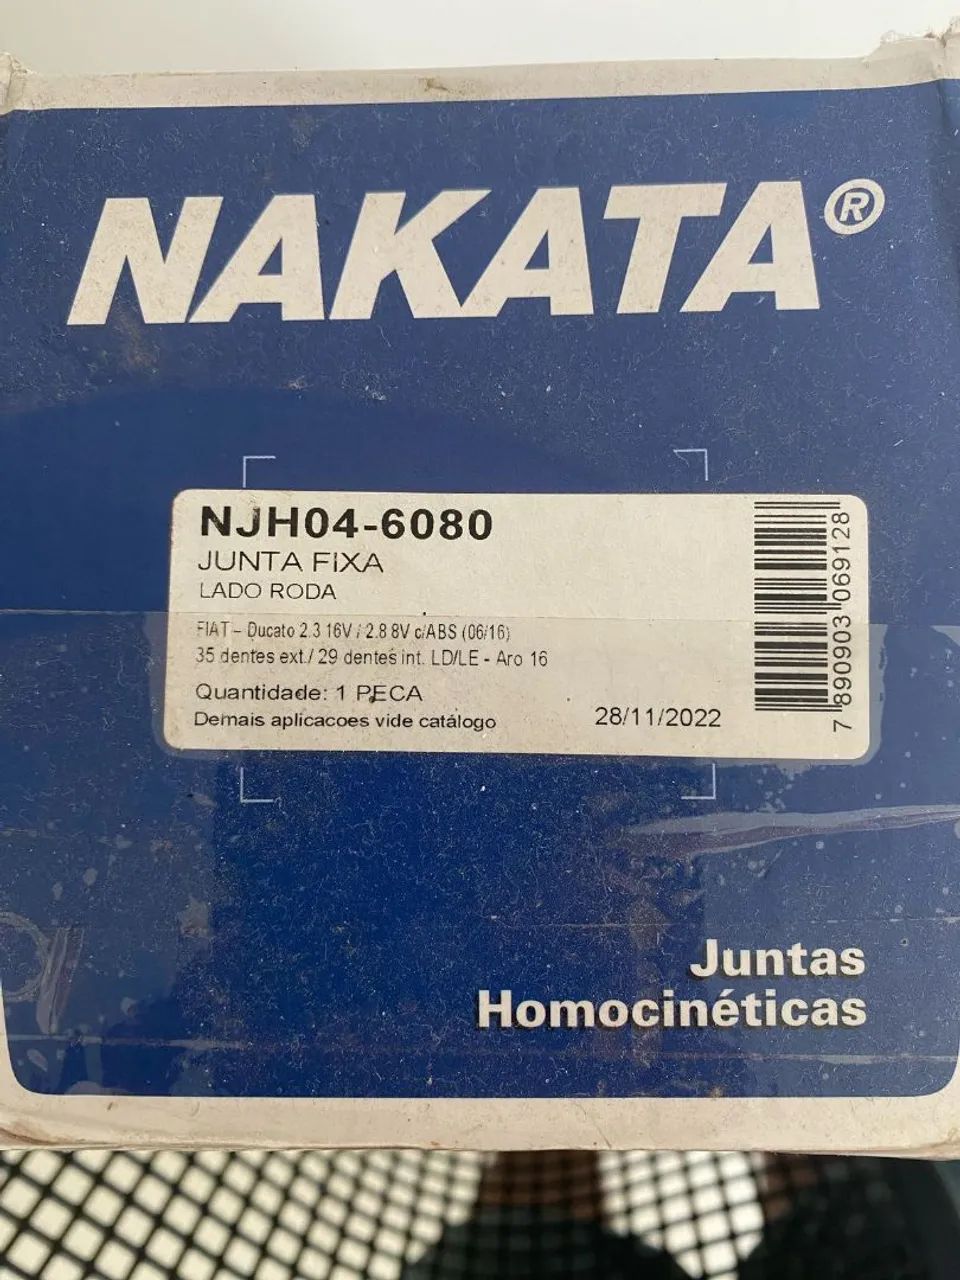 NAKATA®
NJH04-6080
JUNTA FIXA
LADO RODA
FIAT - Ducato 2.3 16V / 2.8 8V c/ABS (06/16)
35 dentes ext./ 29 dentes int. LD/LE - Aro 16
Quantidade: 1 PECA
Demais aplicacoes vide catálogo
28/11/2022
7 890903 069128
Juntas
Homocinéticas